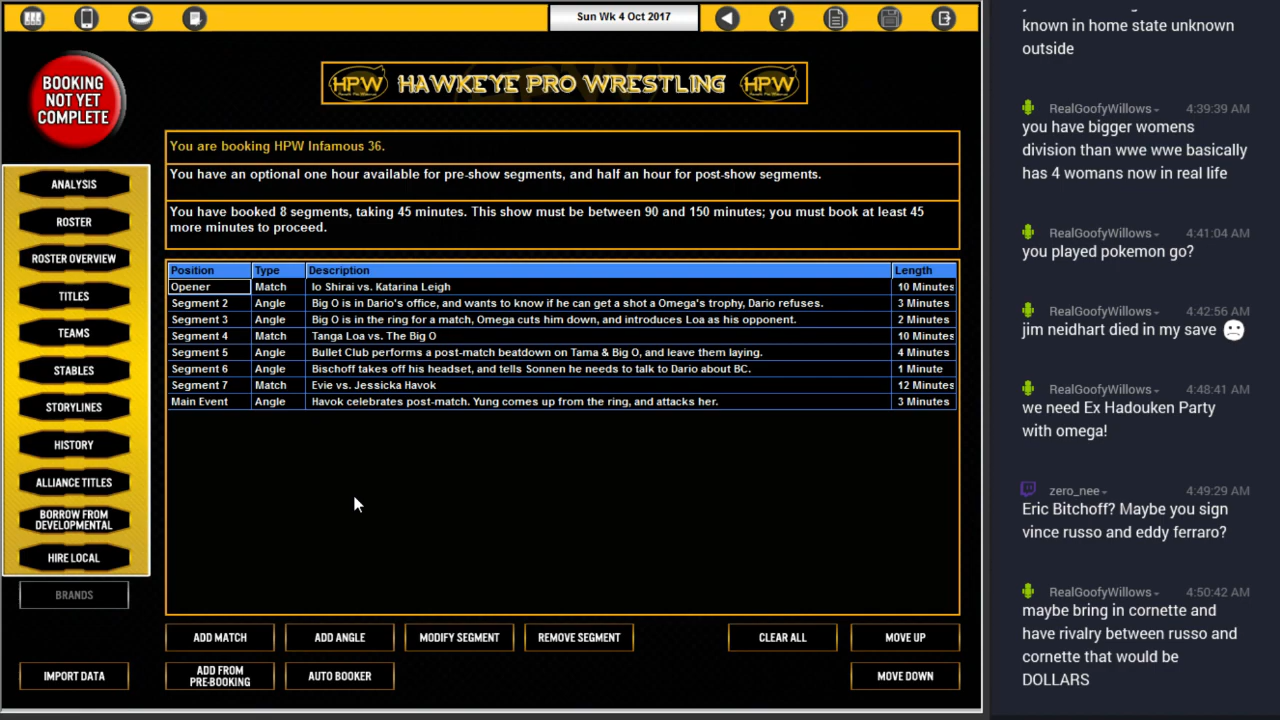 Sun Wk 4 Oct 2017
?
BOOKING
NOT YET
COMPLETE
HPW HAWKEYE PRO WRESTLING HPW
You are booking HPW Infamous 36.
You have an optional one hour available for pre-show segments, and half an hour for post-show segments.
You have booked 8 segments, taking 45 minutes. This show must be between 90 and 150 minutes; you must book at least 45
more minutes to proceed.
ANALYSIS
ROSTER
ROSTER OVERVIEW
TITLES
TEAMS
STABLES
STORYLINES
HISTORY
ALLIANCE TITLES
BORROW FROM
DEVELOPMENTAL
HIRE LOCAL
BRANDS
IMPORT DATA
Position Type Description Length
Opener Match Io Shirai vs. Katarina Leigh 10 Minutes
Segment 2 Angle Big O is in Dario's office, and wants to know if he can get a shot a Omega's trophy, Dario refuses. 3 Minutes
Segment 3 Angle Big O is in the ring for a match, Omega cuts him down, and introduces Loa as his opponent. 2 Minutes
Segment 4 Match Tanga Loa vs. The Big O 10 Minutes
Segment 5 Angle Bullet Club performs a post-match beatdown on Tama & Big O, and leave them laying. 4 Minutes
Segment 6 Angle Bischoff takes off his headset, and tells Sonnen he needs to talk to Dario about BC. 1 Minute
Segment 7 Match Evie vs. Jessicka Havok 12 Minutes
Main Event Angle Havok celebrates post-match. Yung comes up from the ring, and attacks her. 3 Minutes
ADD MATCH
ADD ANGLE
MODIFY SEGMENT
REMOVE SEGMENT
CLEAR ALL
MOVE UP
ADD FROM
PRE-BOOKING
AUTO BOOKER
MOVE DOWN
known in home state unknown
outside
RealGoofyWillows 4:39:39 AM
you have bigger womens
division than wwe wwe basically
has 4 womans now in real life
RealGoofyWillows 4:41:04 AM
you played pokemon go?
RealGoofyWillows 4:42:56 AM
jim neidhart died in my save
RealGoofyWillows 4:48:41 AM
we need Ex Hadouken Party
with omega!
zero_nee 4:49:29 AM
Eric Bitchoff? Maybe you sign
vince russo and eddy ferraro?
RealGoofyWillows 4:50:42 AM
maybe bring in cornette and
have rivalry between russo and
cornette that would be
DOLLARS